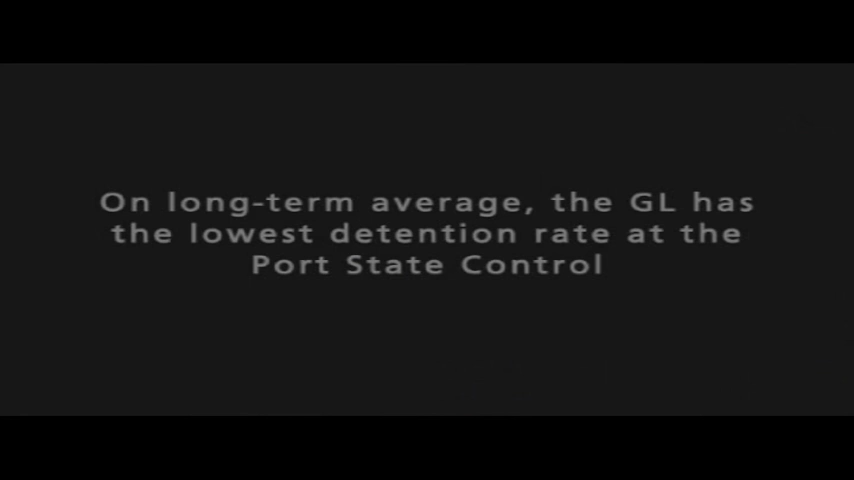 On long-term average, the GL has
the lowest detention rate at the
Port State Control